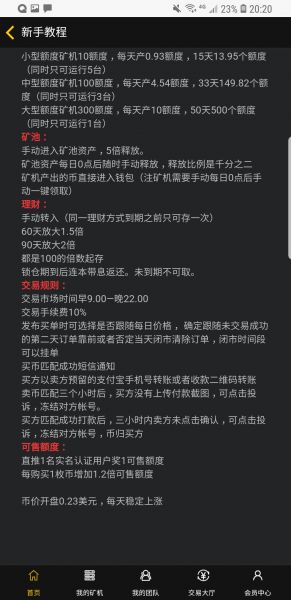 23% 20:20
新手教程
小型额度矿机10额度，每天产0.93额度，15天13.95个额度
（同时只可运行5台）
中型额度矿机100额度，每天产4.54额度，33天149.82个额
度（同时只可运行3台）
大型额度矿机300额度，每天产10额度，50天500个额度
（同时只可运行1台）
矿池：
手动进入矿池资产，5倍释放。
矿池资产每日0点后随时手动释放，释放比例是千分之二
矿机产出的币直接进入钱包（注矿机需要手动每日0点后手
动一键领取）
理财：
手动转入（同一理财方式到期之前只可存一次）
60天放大1.5倍
90天放大2倍
都是100的倍数起存
锁仓期到后连本带息返还。未到期不可取。
交易规则：
交易市场时间早9.00—晚22.00
交易手续费10%
发布买单时可选择是否跟随每日价格，确定跟随未交易成功
的第二天订单靠前或者否定当天闭市清除订单，闭市时间段
可以挂单
买币匹配成功短信通知
买方以卖方预留的支付宝手机号转账或者收款二维码转账
卖币匹配三个小时后，买方没有上传付款截图，可点击投
诉，冻结对方帐号。
买方匹配成功打款后，三小时内卖方未点击确认，可点击投
诉，冻结对方帐号，币归买方
可售额度：
直推1名实名认证用户奖1可售额度
每购买1枚币增加1.2倍可售额度
币价开盘0.23美元，每天稳定上涨
首页 我的矿机 我的团队 交易大厅 会员中心